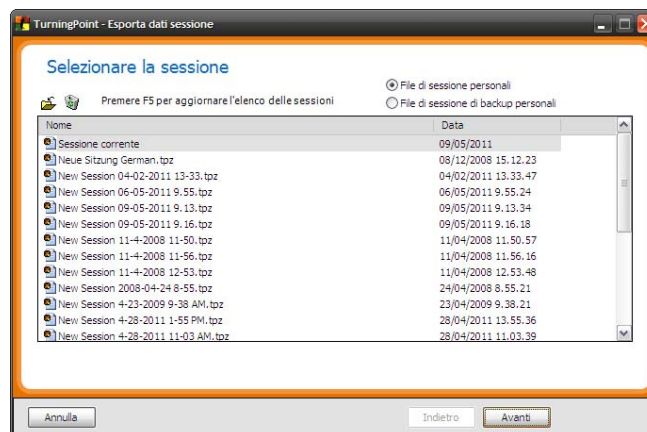 TurningPoint - Esporta dati sessione
Selezionare la sessione
File di sessione personali
Premere F5 per aggiornare l'elenco delle sessioni
File di sessione di backup personali
Nome Data
Sessione corrente 09/05/2011
Neue Sitzung German.tpz 08/12/2008 15.12.23
New Session 04-02-2011 13-33.tpz 04/02/2011 13.33.47
New Session 06-05-2011 9.55.tpz 06/05/2011 9.55.24
New Session 09-05-2011 9.13.tpz 09/05/2011 9.13.34
New Session 09-05-2011 9.16.tpz 09/05/2011 9.16.18
New Session 11-4-2008 11-50.tpz 11/04/2008 11.50.57
New Session 11-4-2008 11-56.tpz 11/04/2008 11.56.16
New Session 11-4-2008 12-53.tpz 11/04/2008 12.53.48
New Session 2008-04-24 8-55.tpz 24/04/2008 8.55.21
New Session 4-23-2009 9-38 AM.tpz 23/04/2009 9.38.21
New Session 4-28-2011 1-55 PM.tpz 28/04/2011 13.55.36
New Session 4-28-2011 11-03 AM.tpz 28/04/2011 11.03.39
Annulla Indietro Avanti